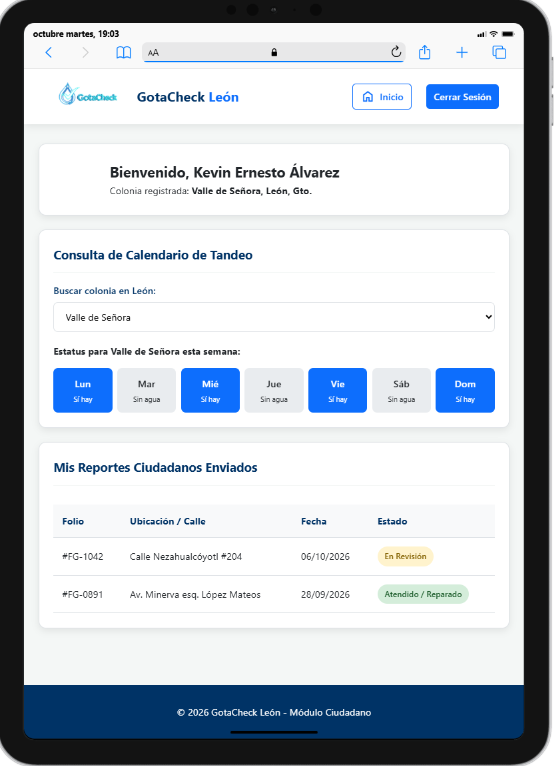 octubre martes, 19:03
AA
GotaCheck GotaCheck León Inicio Cerrar Sesión
Bienvenido, Kevin Ernesto Álvarez
Colonia registrada: Valle de Señora, León, Gto.
Consulta de Calendario de Tandeo
Buscar colonia en León:
Valle de Señora
Estatus para Valle de Señora esta semana:
Lun Mar Mié Jue Vie Sáb Dom
Sí hay Sin agua Sí hay Sin agua Sí hay Sin agua Sí hay
Mis Reportes Ciudadanos Enviados
Folio Ubicación / Calle Fecha Estado
#FG-1042 Calle Nezahualcóyotl #204 06/10/2026 En Revisión
#FG-0891 Av. Minerva esq. López Mateos 28/09/2026 Atendido / Reparado
© 2026 GotaCheck León - Módulo Ciudadano